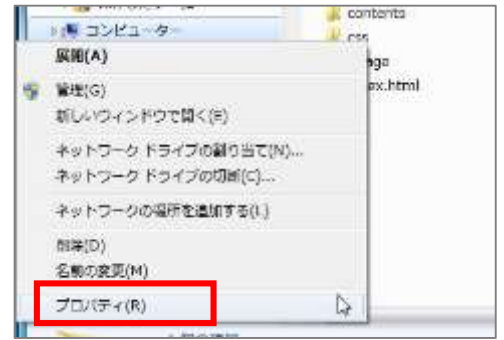 コンピューター
contents
css
展開(A)
管理(G)
ex.html
新しいウィンドウで開く(E)
ネットワーク ドライブの割り当て(N)...
ネットワーク ドライブの切断(C)...
ネットワークの場所を追加する(L)
削除(D)
名前の変更(M)
プロパティ(R)